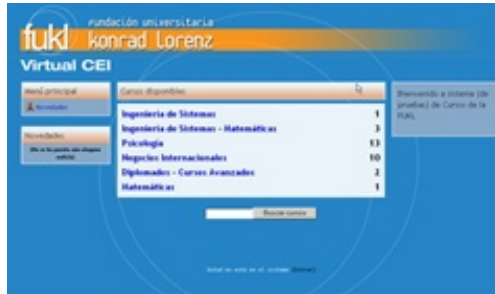 fukl
fundación universitaria
konrad lorenz
Virtual CEI
Menú principal
Novedades
Novedades
Cursos disponibles
Ingeniería de Sistemas 1
Ingeniería de Sistemas - Matemáticas 3
Psicología 13
Negocios Internacionales 10
Diplomados - Cursos Avanzados 2
Matemáticas 1
Buscar cursos
Bienvenido a sistema (de
pruebas) de Cursos de la
FUKL